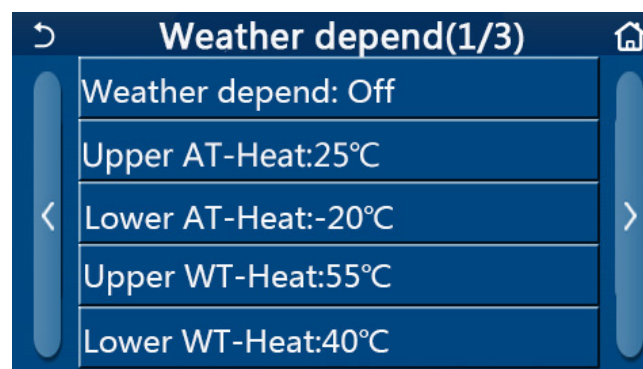 Weather depend(1/3)
Weather depend: Off
Upper AT-Heat:25℃
Lower AT-Heat:-20℃
Upper WT-Heat:55℃
Lower WT-Heat:40℃